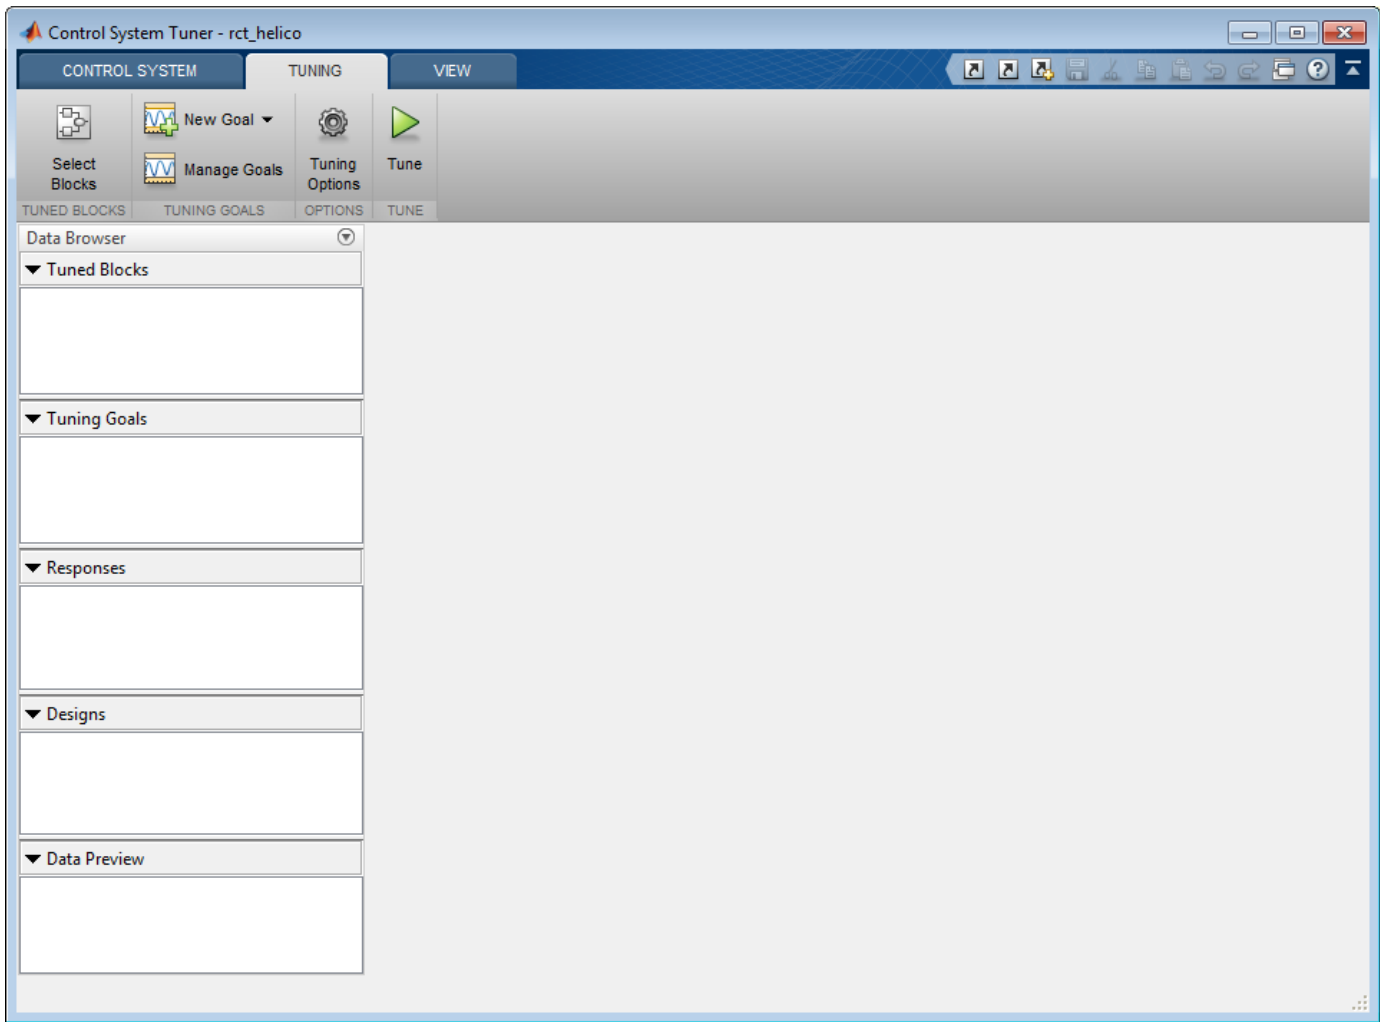 Control System Tuner - rct_helico
CONTROL SYSTEM
TUNING
VIEW
Select
Blocks
New Goal
Manage Goals
Tuning
Options
Tune
TUNED BLOCKS
TUNING GOALS
OPTIONS
TUNE
Data Browser
Tuned Blocks
Tuning Goals
Responses
Designs
Data Preview